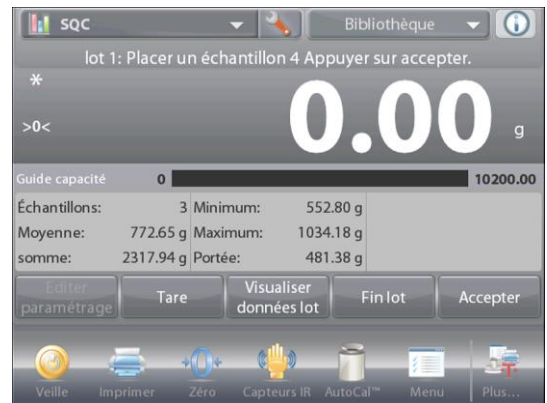 SQC Bibliothèque
lot 1: Placer un échantillon 4 Appuyer sur accepter.
*
>0< 0.00 g
Guide capacité 0 10200.00
Échantillons: 3 Minimum: 552.80 g
Moyenne: 772.65 g Maximum: 1034.18 g
somme: 2317.94 g Portée: 481.38 g
Editer paramétrage Tare Visualiser données lot Fin lot Accepter
Veille Imprimer Zéro Capteurs IR AutoCal™ Menu Plus...